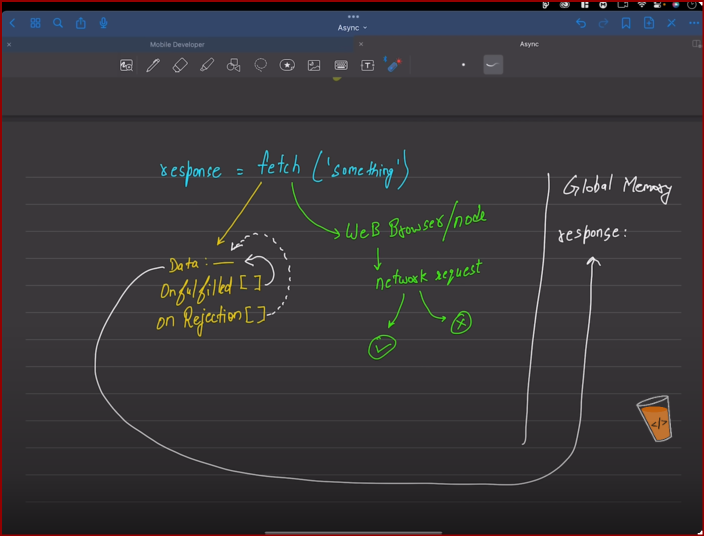 Async
Mobile Developer
Async
response = fetch ('something')
Global Memory
WeB Browser/node
response:
Data: —
network request
Onfulfilled [ ]
on Rejection [ ]
</>